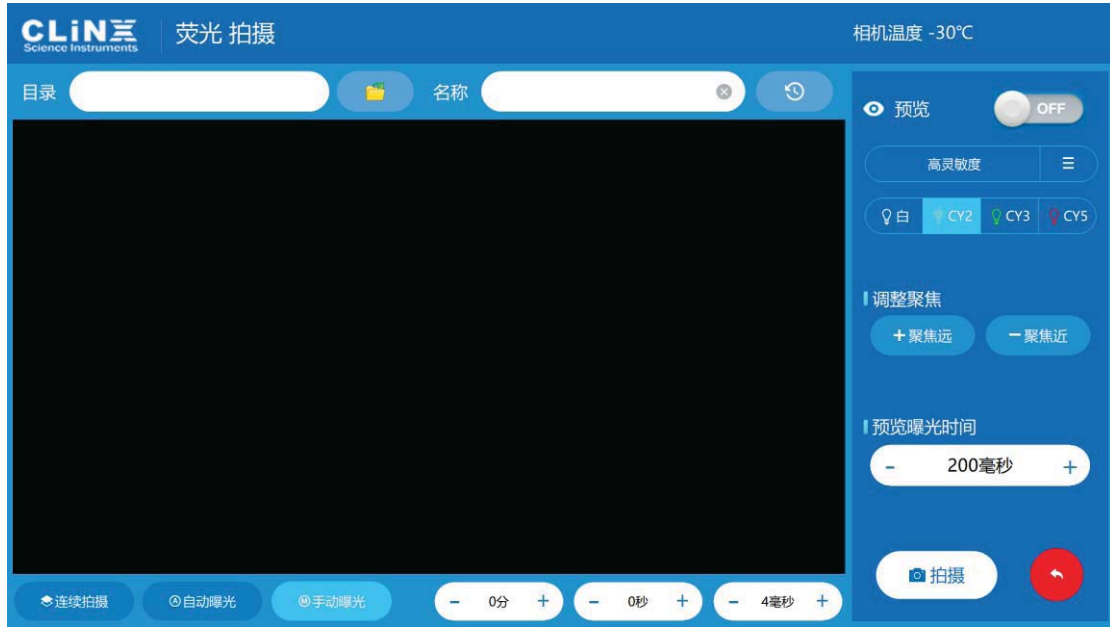 CLiNX
Science Instruments
荧光 拍摄
相机温度 -30℃
目录
名称
预览
OFF
高灵敏度
白
CY2
CY3
CY5
调整聚焦
+聚焦远
-聚焦近
预览曝光时间
- 200毫秒 +
拍摄
连续拍摄
A自动曝光
M手动曝光
- 0分 +
- 0秒 +
- 4毫秒 +